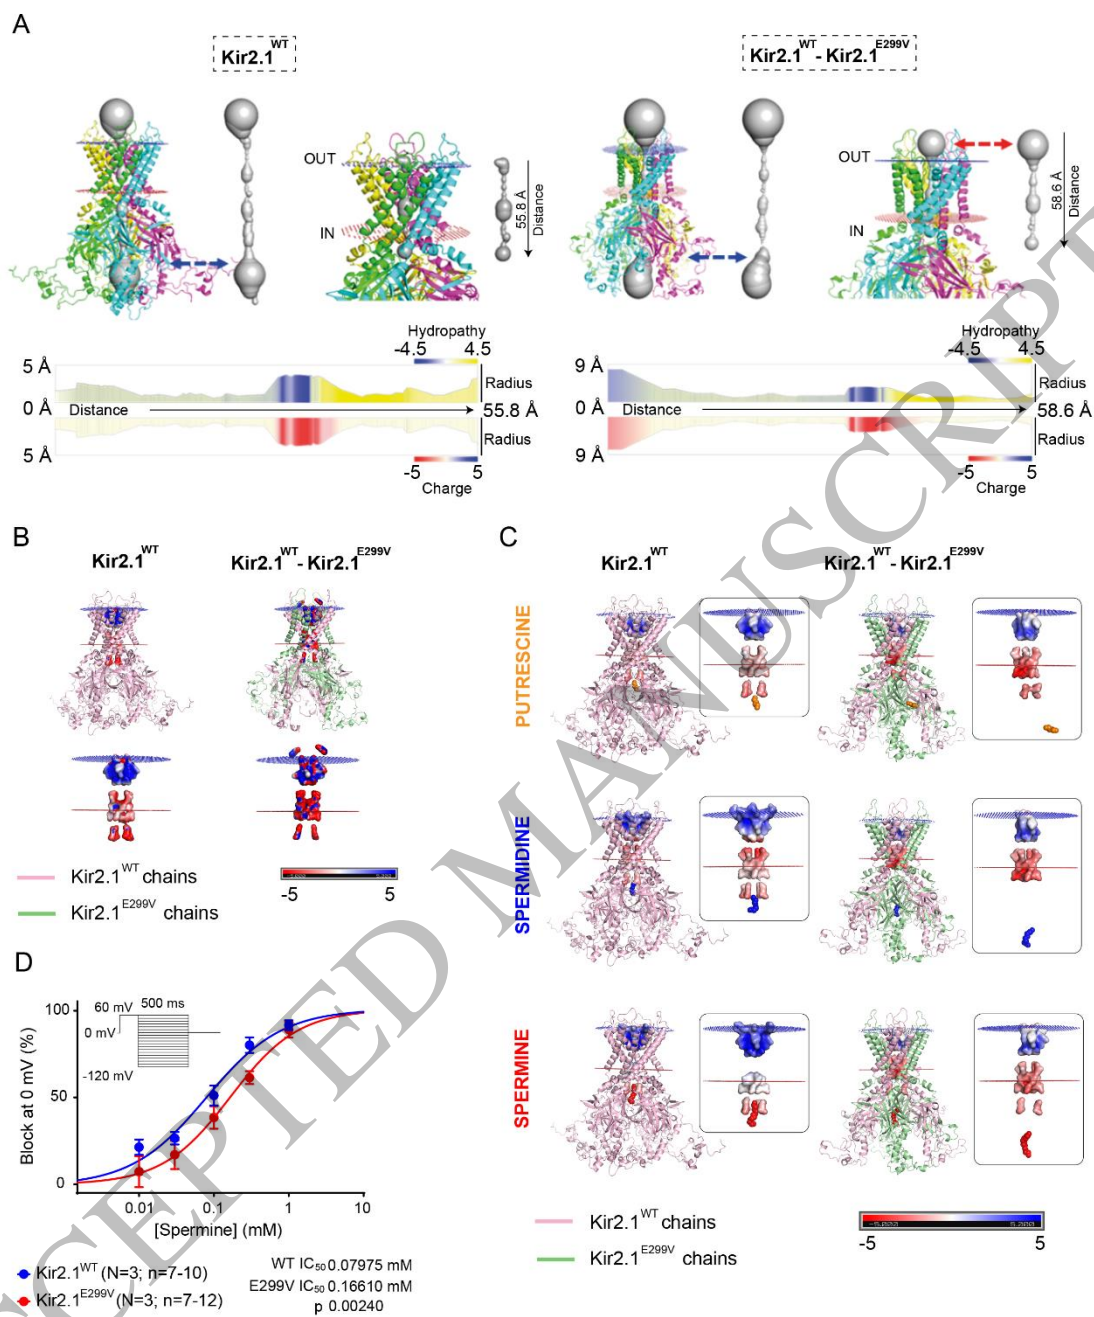 A
Kir2.1WT
Kir2.1WT - Kir2.1E299V
OUT
IN
55.8 Å
Distance
OUT
IN
58.6 Å
Distance
Hydropathy
-4.5 4.5
5 Å
0 Å
5 Å
Distance
Radius
55.8 Å
Radius
-5 5
Charge
Hydropathy
-4.5 4.5
9 Å
0 Å
9 Å
Distance
Radius
58.6 Å
Radius
-5 5
Charge
B
Kir2.1WT
Kir2.1WT - Kir2.1E299V
Kir2.1WT chains
Kir2.1E299V chains
-5 5
C
Kir2.1WT
Kir2.1WT - Kir2.1E299V
PUTRESCINE
SPERMIDINE
SPERMINE
Kir2.1WT chains
Kir2.1E299V chains
-5.000 5.000
-5 5
D
60 mV
500 ms
0 mV
-120 mV
Block at 0 mV (%)
100
50
0
0.01 0.1 1 10
[Spermine] (mM)
Kir2.1WT (N=3; n=7-10)
Kir2.1E299V (N=3; n=7-12)
WT IC50 0.07975 mM
E299V IC50 0.16610 mM
p 0.00240
CCEPTED MANUSCRIPT